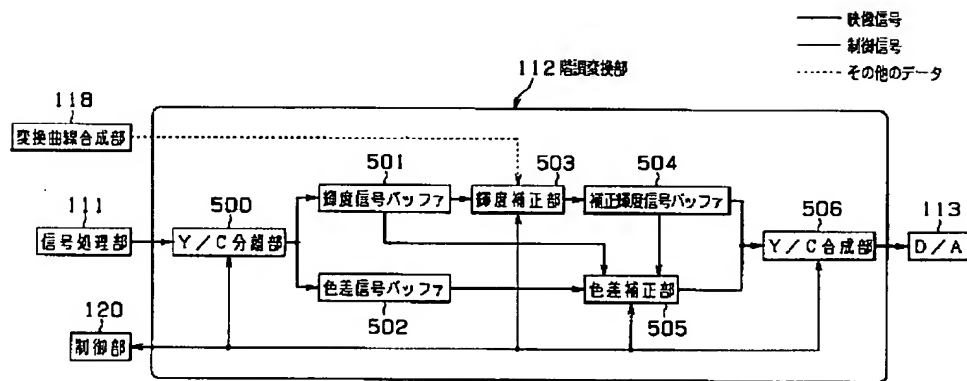 映像信号
制御信号
その他のデータ
112 階調変換部
118
変換曲線合成部
501
輝度信号バッファ
503
輝度補正部
504
補正輝度信号バッファ
111
信号処理部
500
Y/C分離部
506
Y/C合成部
113
D/A
色差信号バッファ
502
色差補正部
505
120
制御部